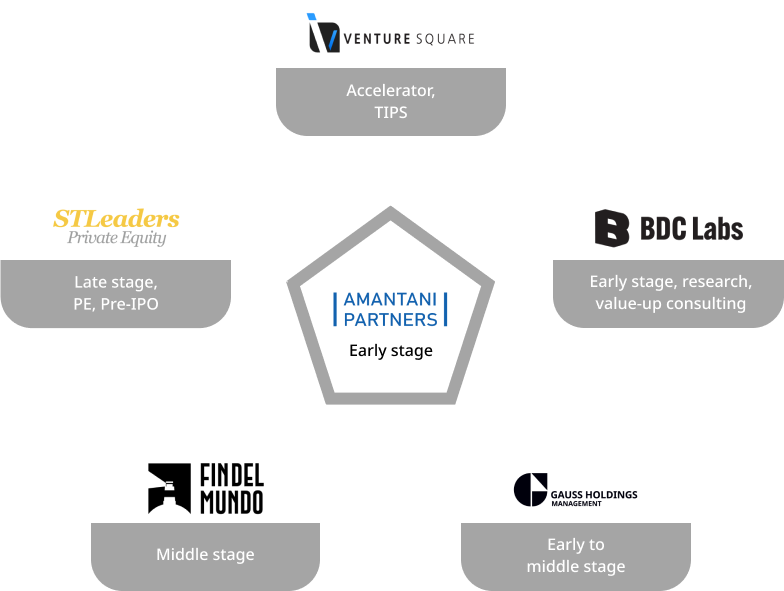 VENTURE SQUARE
Accelerator,
TIPS
STLeaders
Private Equity
Late stage,
PE, Pre-IPO
BDC Labs
Early stage, research,
value-up consulting
AMANTANI
PARTNERS
Early stage
FIN DEL
MUNDO
Middle stage
GAUSS HOLDINGS
MANAGEMENT
Early to
middle stage